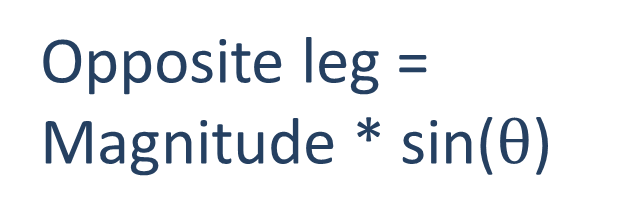 Opposite leg =
Magnitude * sin(θ)